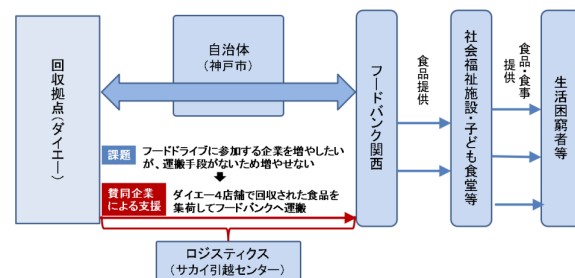 回収拠点(ダイエー)
自治体
(神戸市)
フードバンク関西
食品提供
社会福祉施設・子ども食堂等
食品・食事
提供
生活困窮者等
課題
フードドライブに参加する企業を増やしたい
が、運搬手段がないため増やせない
賛同企業
による支援
ダイエー4店舗で回収された食品を
集荷してフードバンクへ運搬
ロジスティクス
(サカイ引越センター)